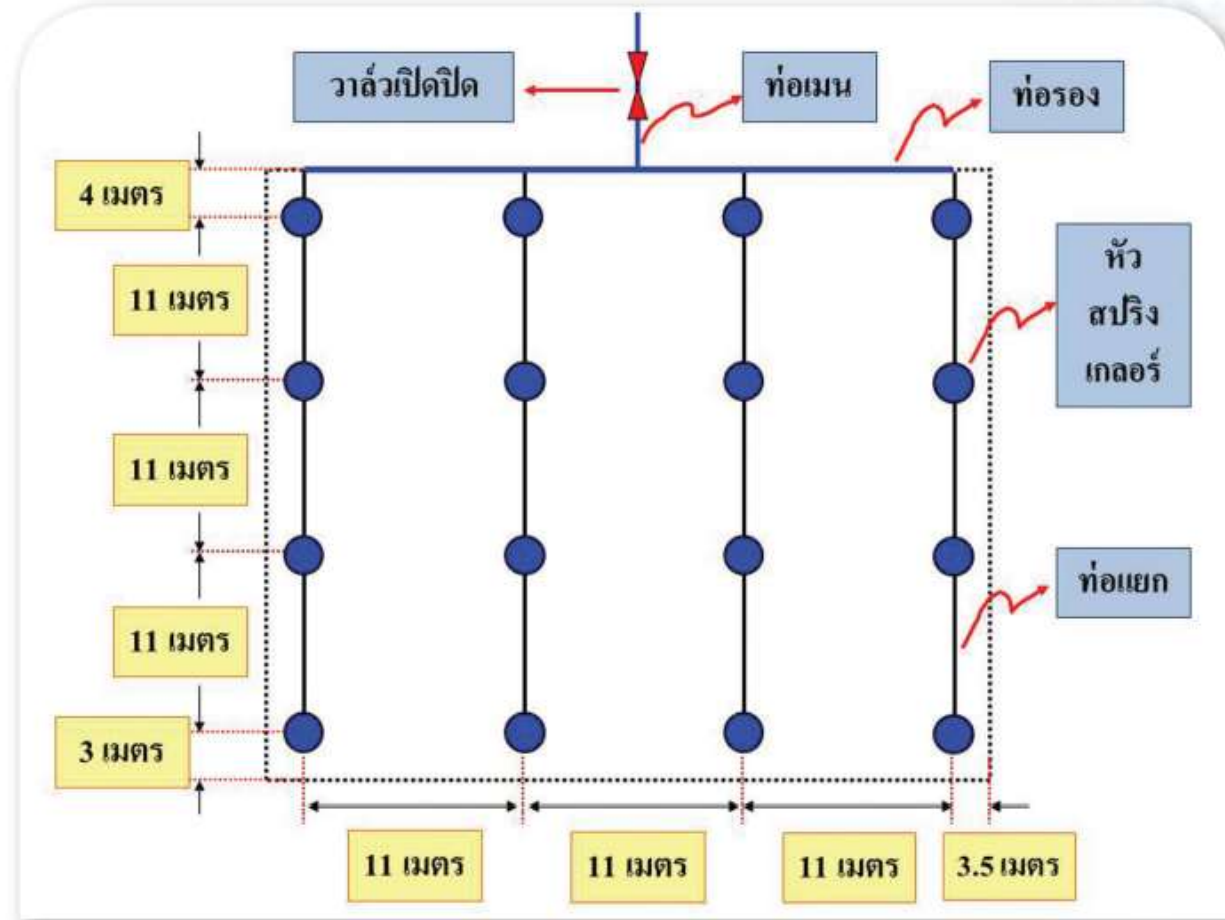 วาล์วเปิดปิด
ท่อเมน
ท่อรอง
4 เมตร
11 เมตร
หัว
สปริง
เกลอร์
11 เมตร
11 เมตร
ท่อแยก
3 เมตร
11 เมตร
11 เมตร
11 เมตร
3.5 เมตร